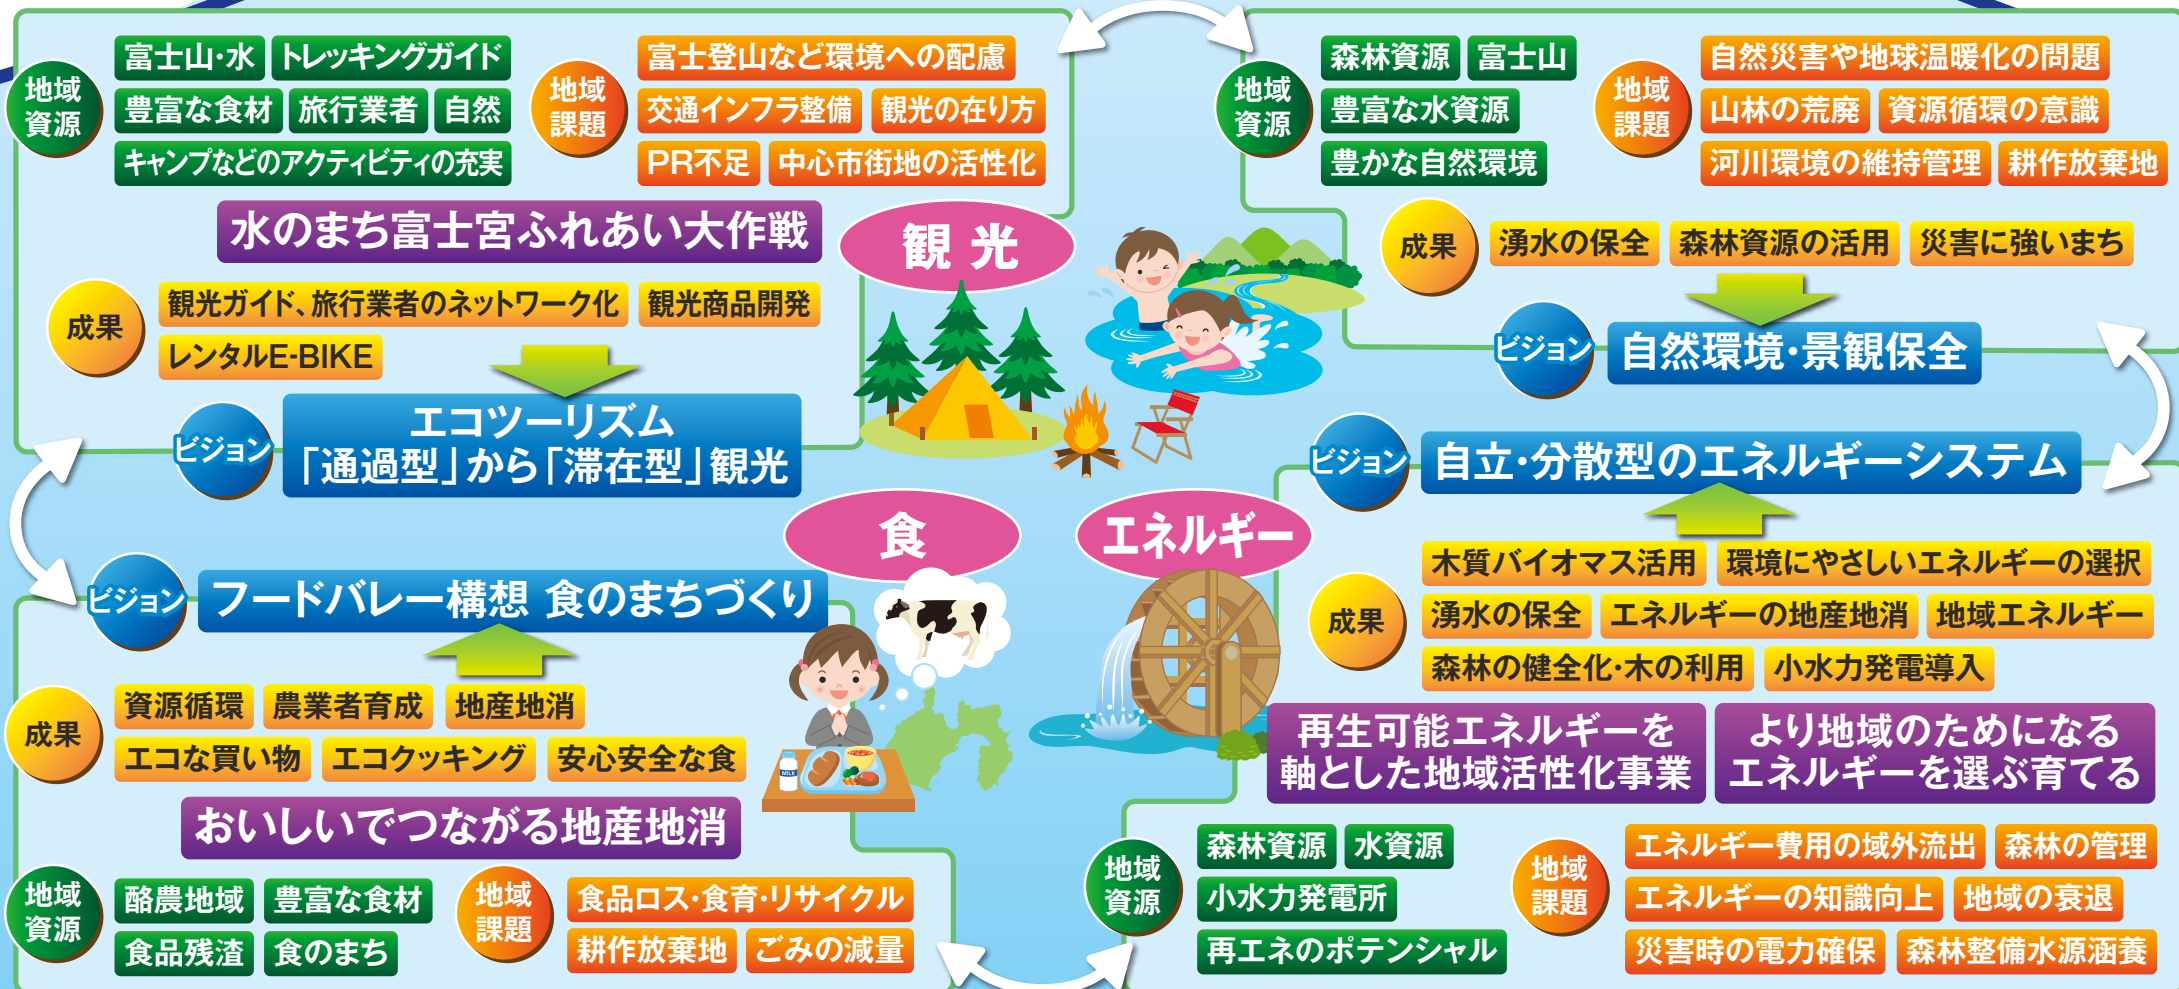 地域
資源
富士山・水
トレッキングガイド
豊富な食材
旅行業者
自然
キャンプなどのアクティビティの充実
地域
課題
富士登山など環境への配慮
交通インフラ整備
観光の在り方
PR不足
中心市街地の活性化
水のまち富士宮ふれあい大作戦
観光
成果
観光ガイド、旅行業者のネットワーク化
観光商品開発
レンタルE-BIKE
ビジョン
エコツーリズム
「通過型」から「滞在型」観光
地域
資源
森林資源
富士山
豊富な水資源
豊かな自然環境
地域
課題
自然災害や地球温暖化の問題
山林の荒廃
資源循環の意識
河川環境の維持管理
耕作放棄地
成果
湧水の保全
森林資源の活用
災害に強いまち
ビジョン
自然環境・景観保全
食
ビジョン
フードバレー構想 食のまちづくり
成果
資源循環
農業者育成
地産地消
エコな買い物
エコクッキング
安心安全な食
MILK
おいしいでつながる地産地消
地域
資源
酪農地域
豊富な食材
食品残渣
食のまち
地域
課題
食品ロス・食育・リサイクル
耕作放棄地
ごみの減量
エネルギー
ビジョン
自立・分散型のエネルギーシステム
成果
木質バイオマス活用
環境にやさしいエネルギーの選択
湧水の保全
エネルギーの地産地消
地域エネルギー
森林の健全化・木の利用
小水力発電導入
再生可能エネルギーを
軸とした地域活性化事業
より地域のためになる
エネルギーを選ぶ育てる
地域
資源
森林資源
水資源
小水力発電所
再エネのポテンシャル
地域
課題
エネルギー費用の域外流出
森林の管理
エネルギーの知識向上
地域の衰退
災害時の電力確保
森林整備水源涵養